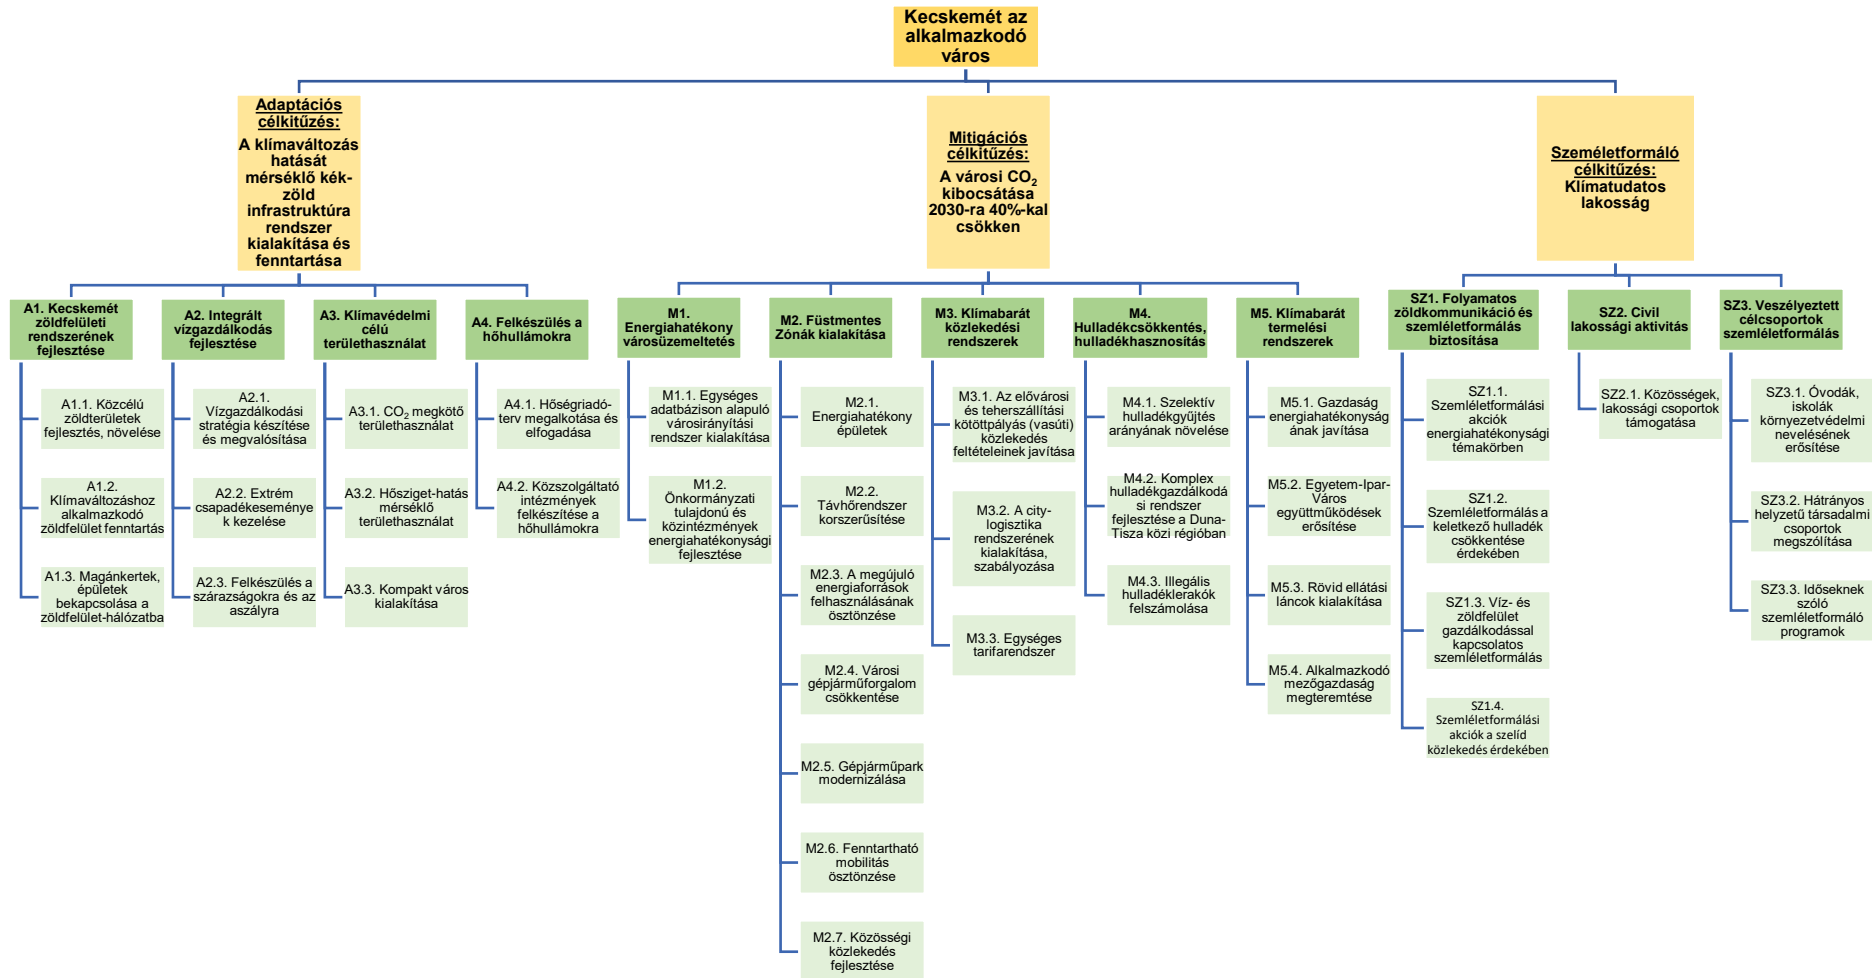 Kecskemét az
alkalmazkodó
város
Adaptációs
célkitűzés:
A klímaváltozás
hatását
mérséklő kék-
zöld
infrastruktúra
rendszer
kialakítása és
fenntartása
Mitigációs
célkitűzés:
A városi CO₂
kibocsátása
2030-ra 40%-kal
csökken
Személetformáló
célkitűzés:
Klímatudatos
lakosság
A1. Kecskemét
zöldfelületi
rendszerének
fejlesztése
A1.1. Közcélú
zöldterületek
fejlesztés, növelése
A1.2.
Klímaváltozáshoz
alkalmazkodó
zöldfelület fenntartás
A1.3. Magánkertek,
épületek
bekapcsolása a
zöldfelület-hálózatba
A2. Integrált
vízgazdálkodás
fejlesztése
A2.1.
Vízgazdálkodási
stratégia készítése
és megvalósítása
A2.2. Extrém
csapadékesemények
k kezelése
A2.3. Felkészülés a
szárazságokra és az
aszályra
A3. Klímavédelmi
célú
területhasználat
A3.1. CO₂ megkötő
területhasználat
A3.2. Hősziget-hatás
mérséklő
területhasználat
A3.3. Kompakt város
kialakítása
A4. Felkészülés a
hőhullámokra
A4.1. Hőségriadó-
terv megalkotása és
elfogadása
A4.2. Közszolgáltató
intézmények
felkészítése a
hőhullámokra
M1.
Energiahatékony
városüzemeltetés
M1.1. Egységes
adatbázison alapuló
városirányítási
rendszer kialakítása
M1.2.
Önkormányzati
tulajdonú és
közintézmények
energiahatékonysági
fejlesztése
M2. Füstmentes
Zónák kialakítása
M2.1.
Energiahatékony
épületek
M2.2.
Távhőrendszer
korszerűsítése
M2.3. A megújuló
energiaforrások
felhasználásának
ösztönzése
M2.4. Városi
gépjárműforgalom
csökkentése
M2.5. Gépjárműpark
modernizálása
M2.6. Fenntartható
mobilitás
ösztönzése
M2.7. Közösségi
közlekedés
fejlesztése
M3. Klímabarát
közlekedési
rendszerek
M3.1. Az elővárosi
és teherszállítási
kötöttpályás (vasúti)
közlekedés
feltételeinek javítása
M3.2. A city-
logisztika
rendszerének
kialakítása,
szabályozása
M3.3. Egységes
tarifarendszer
M4.
Hulladékcsökkentés,
hulladékhasznosítás
M4.1. Szelektív
hulladékgyűjtés
arányának növelése
M4.2. Komplex
hulladékgazdálkodá
si rendszer
fejlesztése a Duna-
Tisza közi régióban
M4.3. Illegális
hulladéklerakók
felszámolása
M5. Klímabarát
termelési
rendszerek
M5.1. Gazdaság
energiahatékonyság
ának javítása
M5.2. Egyetem-Ipar-
Város
együttműködések
erősítése
M5.3. Rövid ellátási
láncok kialakítása
M5.4. Alkalmazkodó
mezőgazdaság
megteremtése
SZ1. Folyamatos
zöldkommunikáció és
szemléletformálás
biztosítása
SZ1.1.
Szemléletformálási
akciók
energiahatékonysági
témakörben
SZ1.2.
Szemléletformálás a
keletkező hulladék
csökkentése
érdekében
SZ1.3. Víz- és
zöldfelület
gazdálkodással
kapcsolatos
szemléletformálás
SZ1.4.
Szemléletformálási
akciók a szelíd
közlekedés érdekében
SZ2. Civil
lakossági aktivitás
SZ2.1. Közösségek,
lakossági csoportok
támogatása
SZ3. Veszélyeztett
célcsoportok
szemléletformálás
SZ3.1. Óvodák,
iskolák
környezetvédelmi
nevelésének
erősítése
SZ3.2. Hátrányos
helyzetű társadalmi
csoportok
megszólítása
SZ3.3. Időseknek
szóló
szemléletformáló
programok